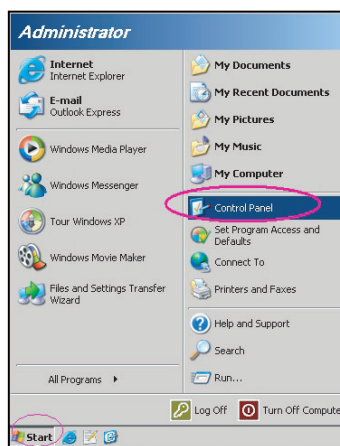 Administrator
Internet
Internet Explorer
E-mail
Outlook Express
Windows Media Player
Windows Messenger
Tour Windows XP
Windows Movie Maker
Files and Settings Transfer
Wizard
All Programs
My Documents
My Recent Documents
My Pictures
My Music
My Computer
Control Panel
Set Program Access and
Defaults
Connect To
Printers and Faxes
Help and Support
Search
Run...
Log Off Turn Off Compute
Start